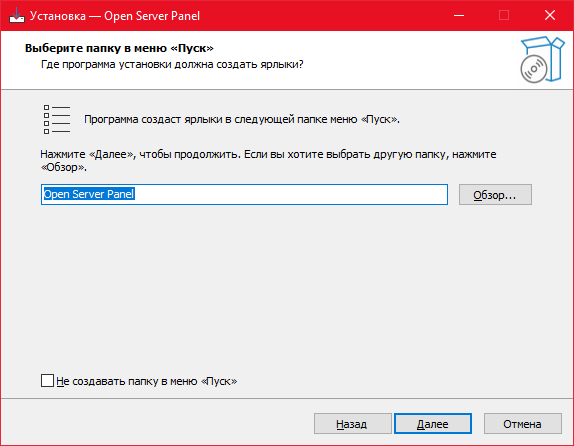 Установка — Open Server Panel
Выберите папку в меню «Пуск»
Где программа установки должна создать ярлыки?
Программа создаст ярлыки в следующей папке меню «Пуск».
Нажмите «Далее», чтобы продолжить. Если вы хотите выбрать другую папку, нажмите
«Обзор».
Open Server Panel
Обзор...
Не создавать папку в меню «Пуск»
Назад
Далее
Отмена